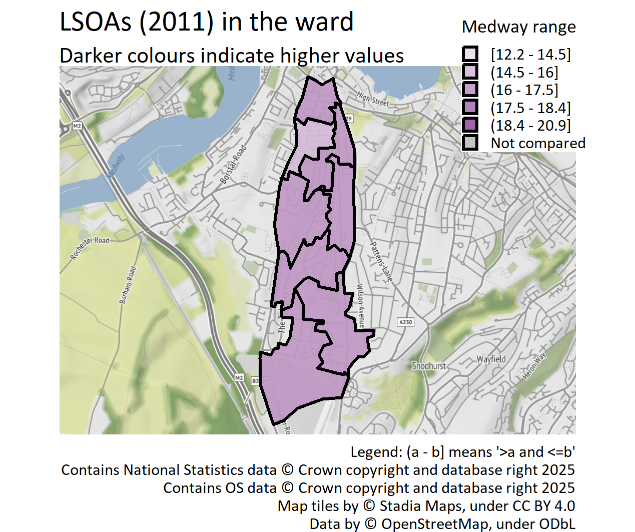 LSOAs (2011) in the ward
Darker colours indicate higher values
Medway range
[12.2 - 14.5]
(14.5 - 16]
(16 - 17.5]
(17.5 - 18.4]
(18.4 - 20.9]
Not compared
High Street
M2
Medway
Borstal Road
Rochester Road
Burham Road
Pattens Lane
Wilson Avenue
The
A230
Snodhurst
Wayfield
M2
Legend: (a - b] means '>a and <=b'
Contains National Statistics data © Crown copyright and database right 2025
Contains OS data © Crown copyright and database right 2025
Map tiles by © Stadia Maps, under CC BY 4.0
Data by © OpenStreetMap, under ODbL